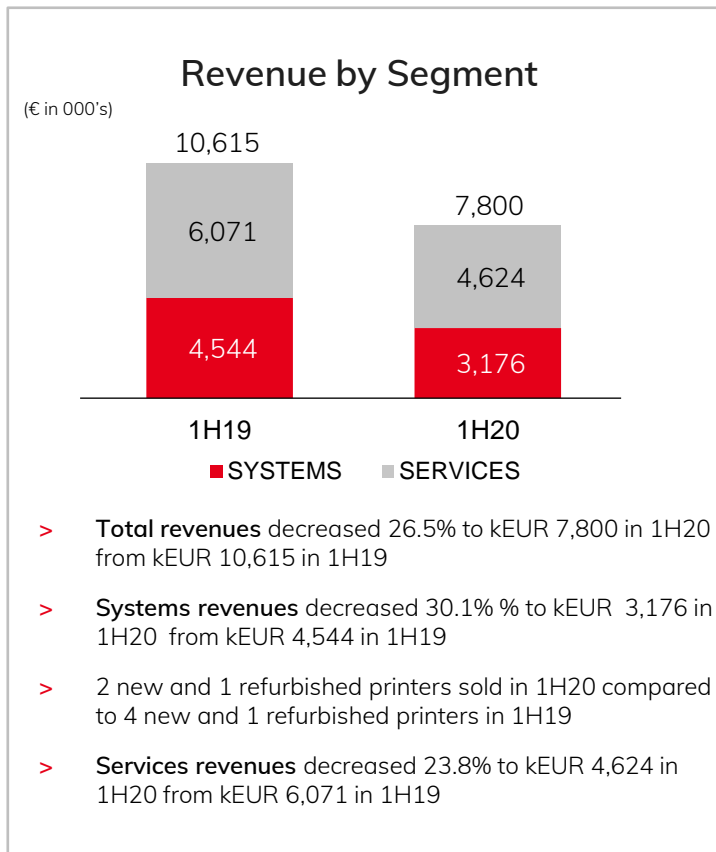 Revenue by Segment
(€ in 000's)
10,615
7,800
6,071
4,624
4,544
3,176
1H19
1H20
SYSTEMS
SERVICES
> Total revenues decreased 26.5% to kEUR 7,800 in 1H20
from kEUR 10,615 in 1H19
> Systems revenues decreased 30.1% % to kEUR 3,176 in
1H20 from kEUR 4,544 in 1H19
> 2 new and 1 refurbished printers sold in 1H20 compared
to 4 new and 1 refurbished printers in 1H19
> Services revenues decreased 23.8% to kEUR 4,624 in
1H20 from kEUR 6,071 in 1H19